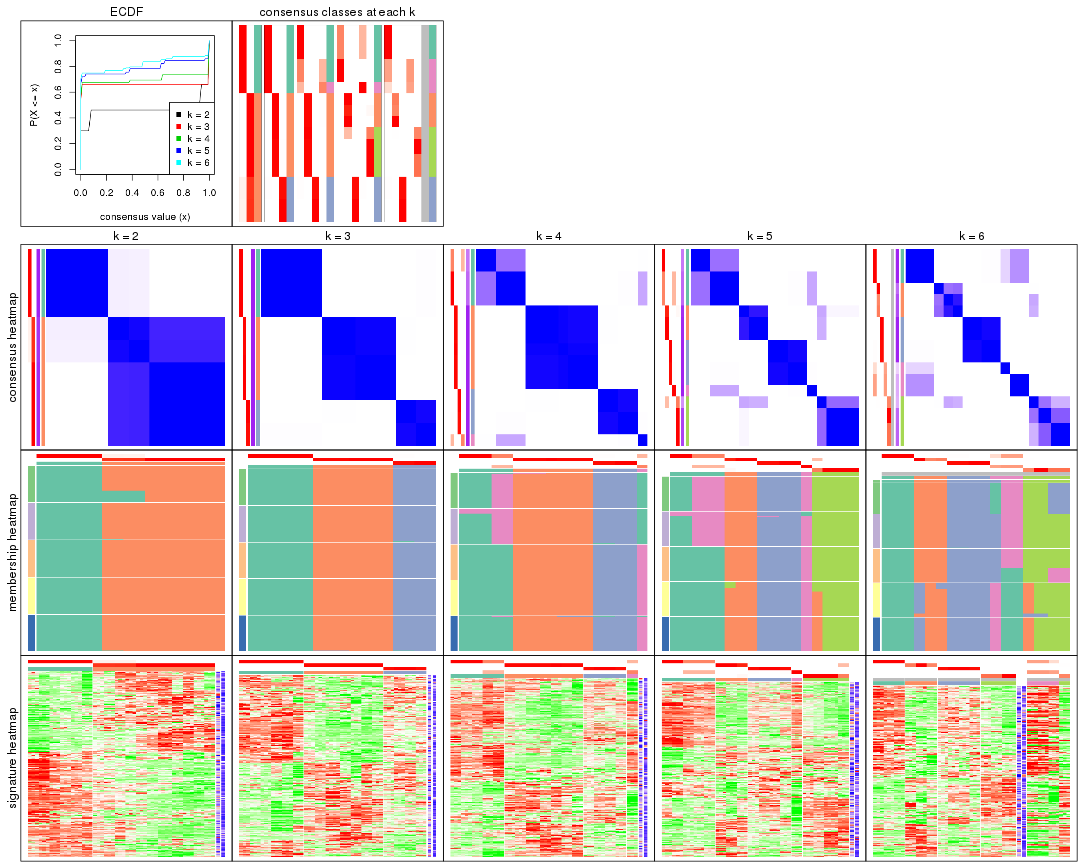 ECDF
consensus classes at each k
P(X <= x)
1.0
0.8
0.6
0.4
0.2
0.0
k = 2
k = 3
k = 4
k = 5
k = 6
0.0 0.2 0.4 0.6 0.8 1.0
consensus value (x)
k = 2
k = 3
k = 4
k = 5
k = 6
consensus heatmap
membership heatmap
signature heatmap